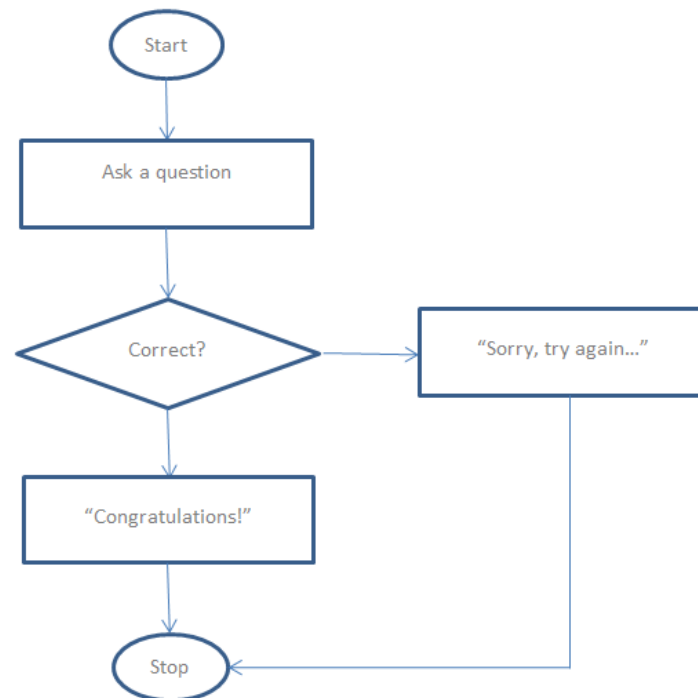 Start
Ask a question
Correct?
“Sorry, try again...”
“Congratulations!”
Stop